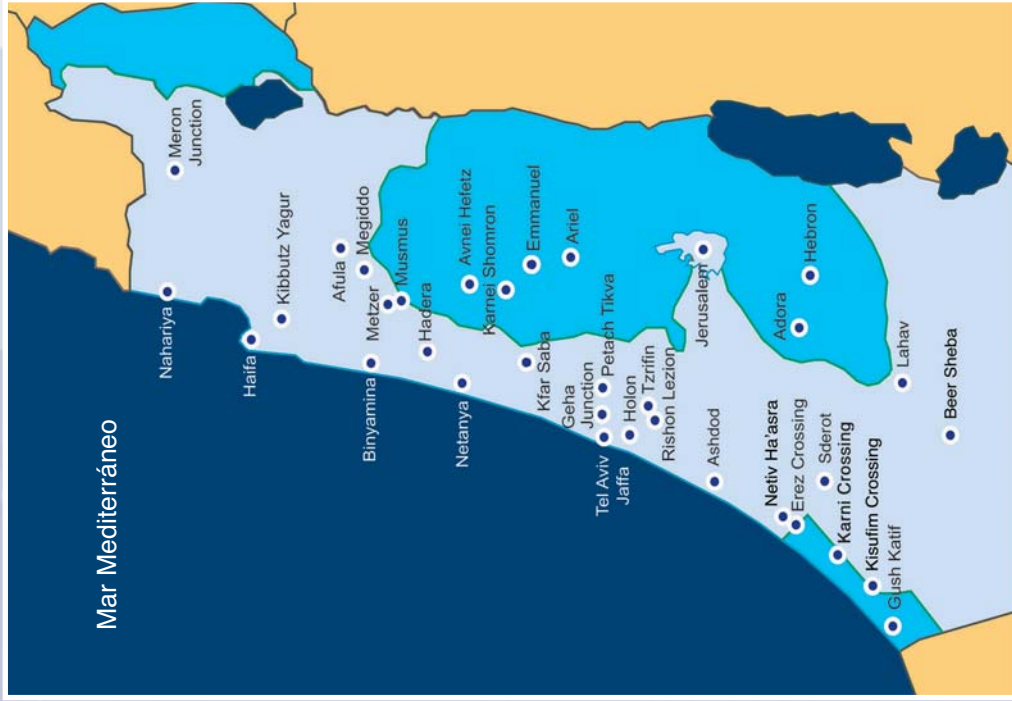 Mar Mediterráneo
Meron
Junction
Nahariya
Kibbutz Yagur
Haifa
Afula
Megiddo
Metzer
Musmus
Binyamina
Hadera
Avnei Hefetz
Netanya
Karnei Shomron
Emmanuel
Kfar Saba
Ariel
Geha
Junction
Petach Tikva
Tel Aviv
Jaffa
Holon
Tzrifin
Rishon Lezion
Jerusalem
Ashdod
Adora
Hebron
Netiv Ha'asra
Erez Crossing
Sderot
Karni Crossing
Kisufim Crossing
Gush Katif
Lahav
Beer Sheba